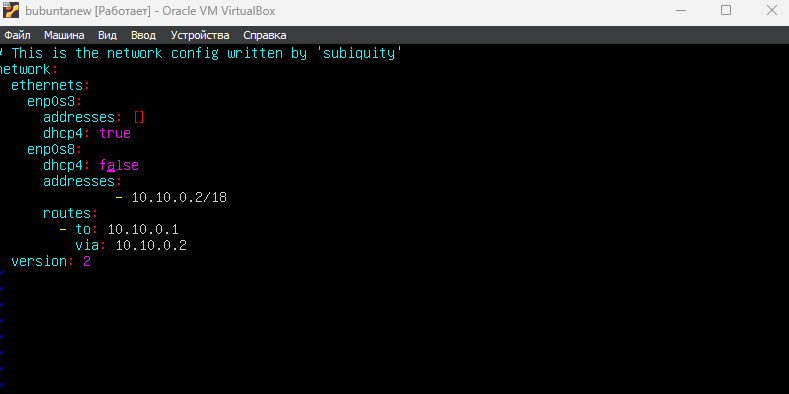 bubuntanew [Работает] - Oracle VM VirtualBox
Файл Машина Вид Ввод Устройства Справка
# This is the network config written by 'subiquity'
network:
  ethernets:
    enp0s3:
      addresses: []
      dhcp4: true
    enp0s8:
      dhcp4: false
      addresses:
               - 10.10.0.2/18
      routes:
        - to: 10.10.0.1
          via: 10.10.0.2
  version: 2
~
~
~
~
~
~
~
~